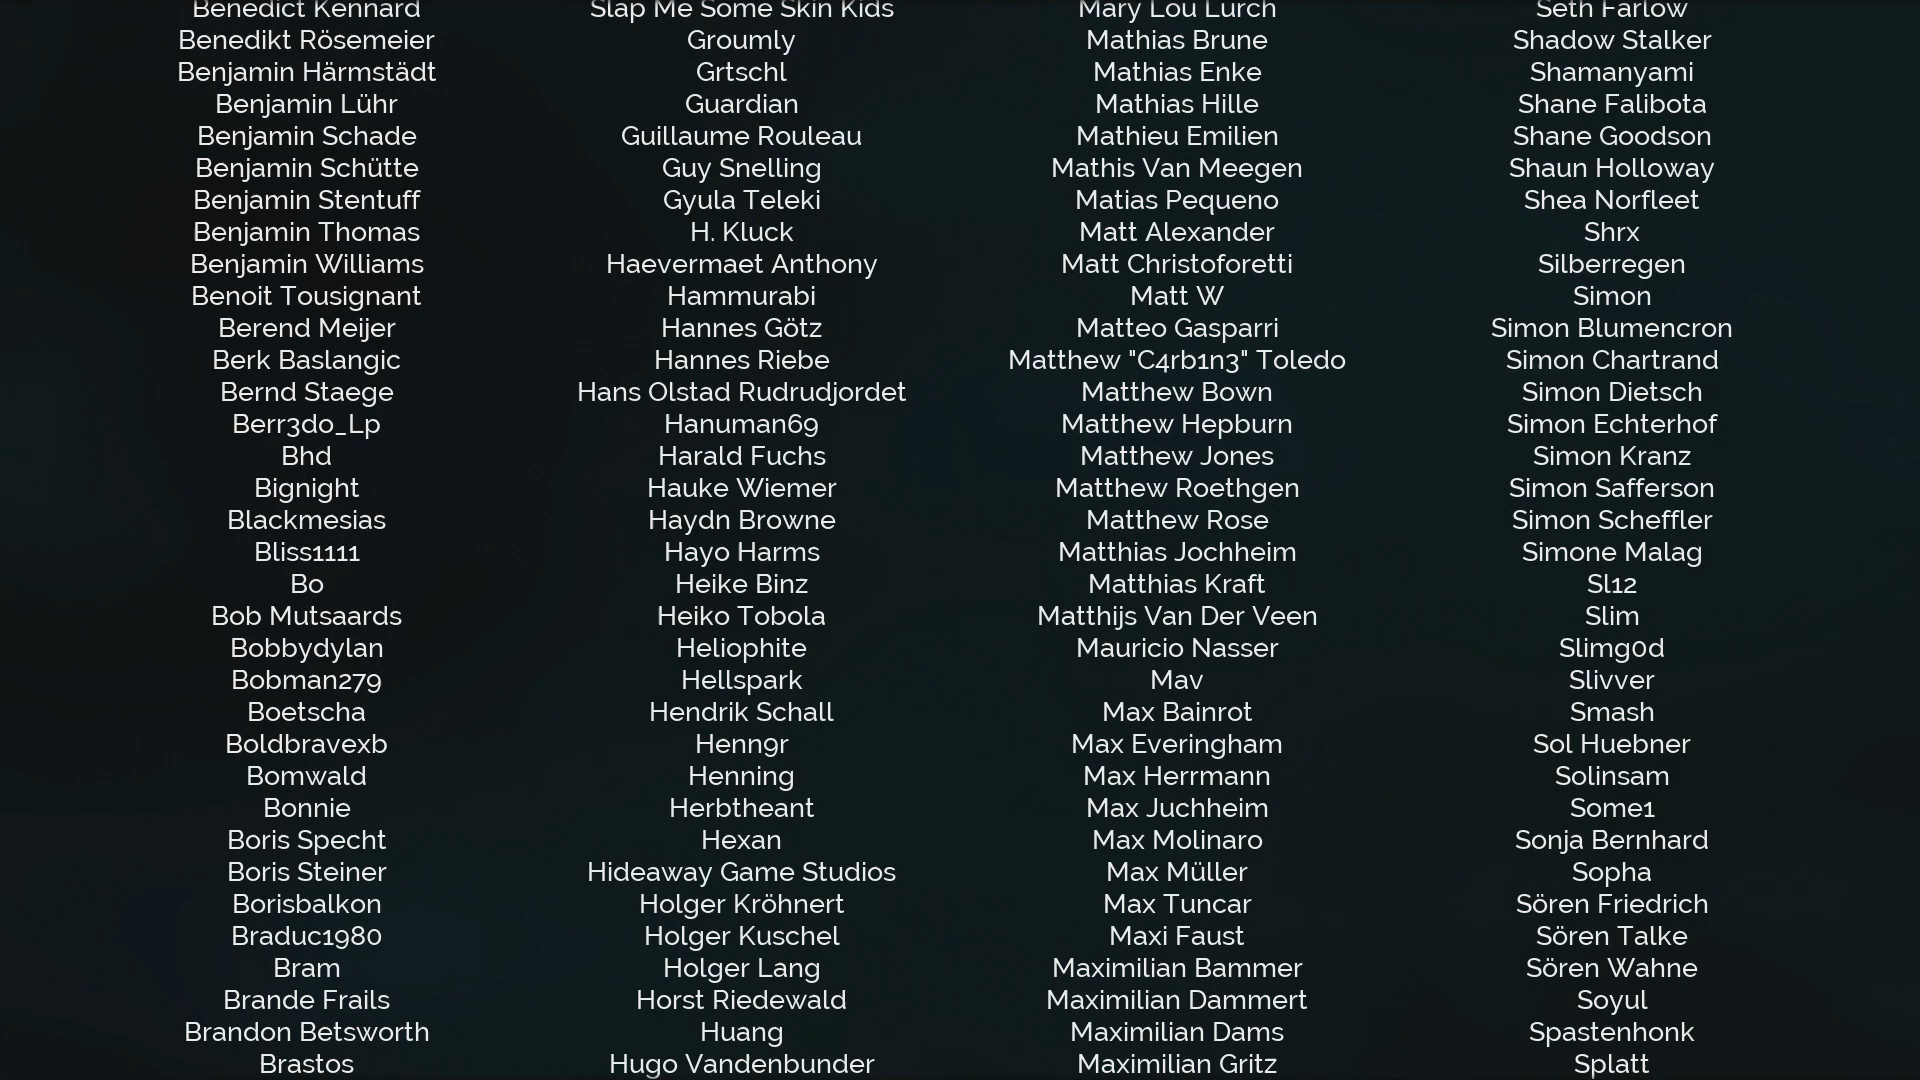 Benedict Kennard
Benedikt Rösemeier
Benjamin Härmstädt
Benjamin Lühr
Benjamin Schade
Benjamin Schütte
Benjamin Stentuff
Benjamin Thomas
Benjamin Williams
Benoit Tousignant
Berend Meijer
Berk Baslangic
Bernd Staege
Berr3do_Lp
Bhd
Bignight
Blackmesias
Bliss1111
Bo
Bob Mutsaards
Bobbydylan
Bobman279
Boetscha
Boldbravexb
Bomwald
Bonnie
Boris Specht
Boris Steiner
Borisbalkon
Braduc1980
Bram
Brande Frails
Brandon Betsworth
Brastos
Slap Me Some Skin Kids
Groumly
Grtschl
Guardian
Guillaume Rouleau
Guy Snelling
Gyula Teleki
H. Kluck
Haevermaet Anthony
Hammurabi
Hannes Götz
Hannes Riebe
Hans Olstad Rudrudjordet
Hanuman69
Harald Fuchs
Hauke Wiemer
Haydn Browne
Hayo Harms
Heike Binz
Heiko Tobola
Heliophite
Hellspark
Hendrik Schall
Henn9r
Henning
Herbtheant
Hexan
Hideaway Game Studios
Holger Kröhnert
Holger Kuschel
Holger Lang
Horst Riedewald
Huang
Hugo Vandenbunder
Mary Lou Lurch
Mathias Brune
Mathias Enke
Mathias Hille
Mathieu Emilien
Mathis Van Meegen
Matias Pequeno
Matt Alexander
Matt Christoforetti
Matt W
Matteo Gasparri
Matthew "C4rb1n3" Toledo
Matthew Bown
Matthew Hepburn
Matthew Jones
Matthew Roethgen
Matthew Rose
Matthias Jochheim
Matthias Kraft
Matthijs Van Der Veen
Mauricio Nasser
Mav
Max Bainrot
Max Everingham
Max Herrmann
Max Juchheim
Max Molinaro
Max Müller
Max Tuncar
Maxi Faust
Maximilian Bammer
Maximilian Dammert
Maximilian Dams
Maximilian Gritz
Seth Farlow
Shadow Stalker
Shamanyami
Shane Falibota
Shane Goodson
Shaun Holloway
Shea Norfleet
Shrx
Silberregen
Simon
Simon Blumencron
Simon Chartrand
Simon Dietsch
Simon Echterhof
Simon Kranz
Simon Safferson
Simon Scheffler
Simone Malag
Sl12
Slim
Slimg0d
Slivver
Smash
Sol Huebner
Solinsam
Some1
Sonja Bernhard
Sopha
Sören Friedrich
Sören Talke
Sören Wahne
Soyul
Spastenhonk
Splatt